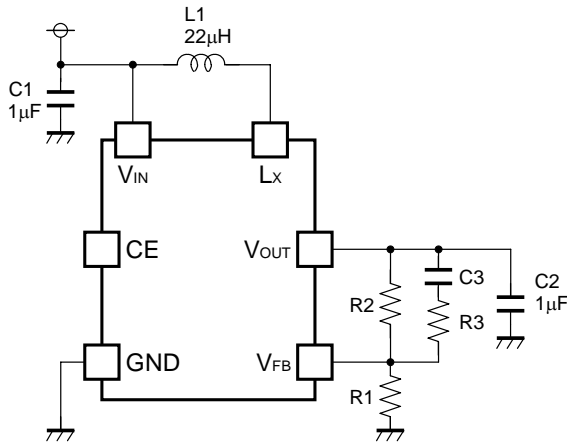 L1
22μH
C1
1μF
VIN
LX
CE
VOUT
C3
C2
1μF
R2
R3
GND
VFB
R1